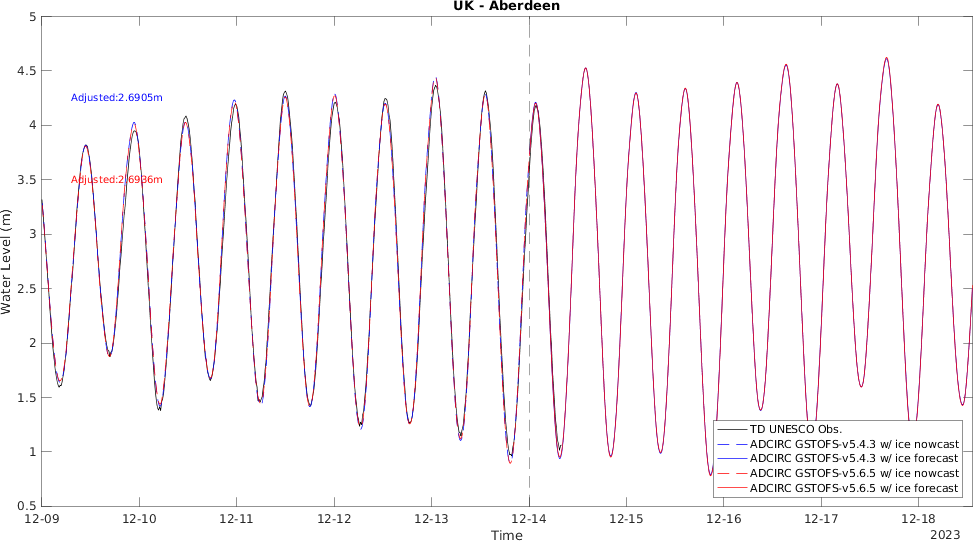 UK - Aberdeen
5
4.5
4
3.5
3
2.5
2
1.5
1
0.5
Water Level (m)
Adjusted:2.6905m
Adjusted:2.6936m
TD UNESCO Obs.
ADCIRC GSTOFS-v5.4.3 w/ ice nowcast
ADCIRC GSTOFS-v5.4.3 w/ ice forecast
ADCIRC GSTOFS-v5.6.5 w/ ice nowcast
ADCIRC GSTOFS-v5.6.5 w/ ice forecast
12-09 12-10 12-11 12-12 12-13 12-14 12-15 12-16 12-17 12-18
Time
2023